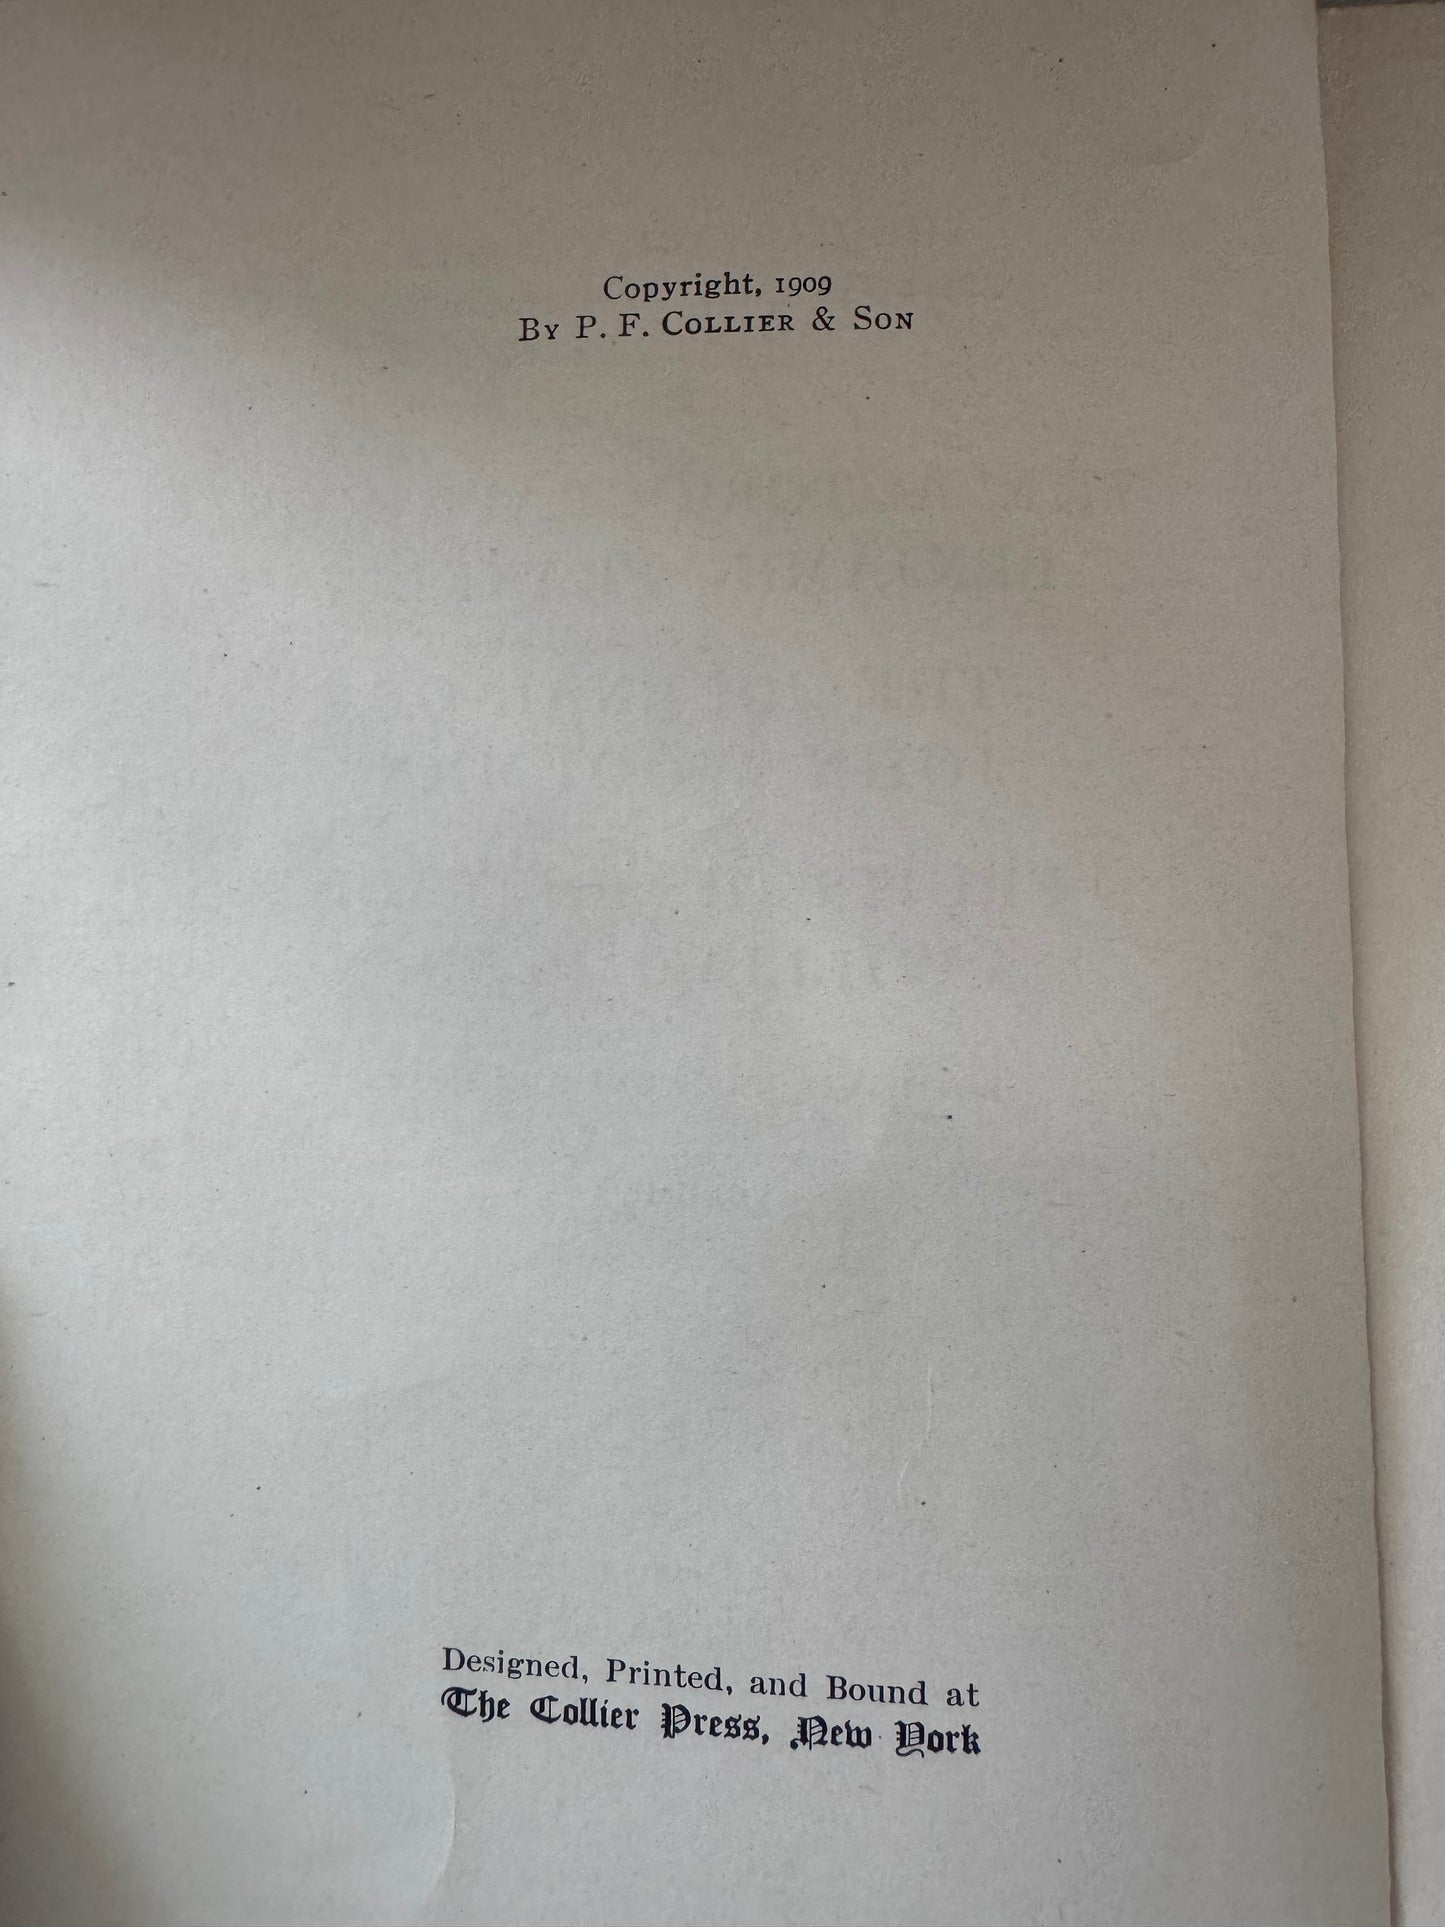 Copyright, 1909
By P. F. Collier & Son
Designed, Printed, and Bound at
The Collier Press, New York